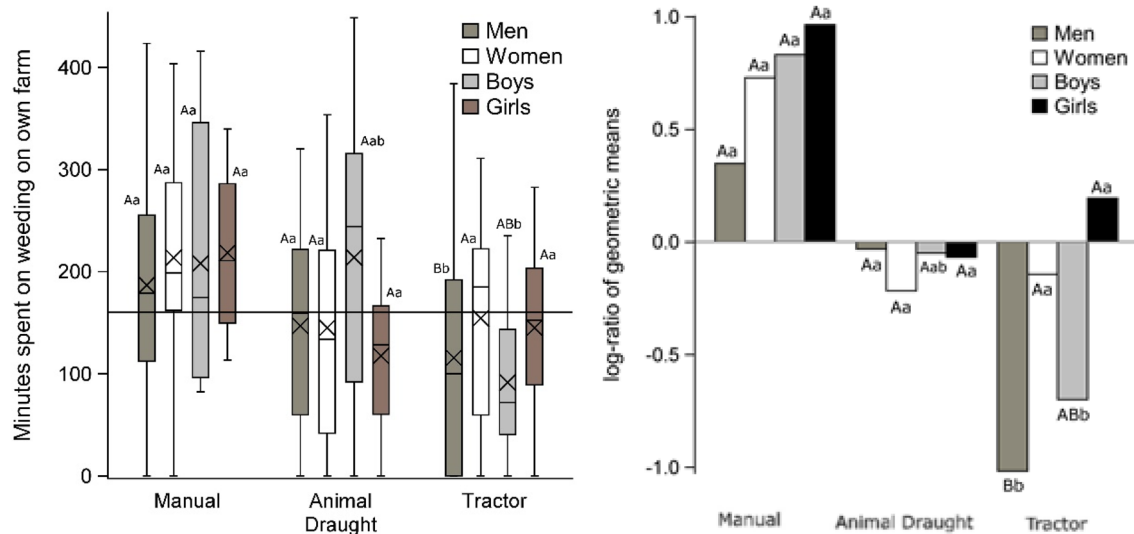 Minutes spent on weeding on own farm
400
300
200
100
0
Men
Women
Boys
Girls
Aa
Aa
Aa
Aa
Aa
Aa
Aab
Aa
Bb
Aa
ABb
Aa
Manual
Animal
Draught
Tractor
log-ratio of geometric means
1.0
0.5
0.0
-0.5
-1.0
Men
Women
Boys
Girls
Aa
Aa
Aa
Aa
Aa
Aa
Aab
Aa
Bb
Aa
ABb
Aa
Manual
Animal Draught
Tractor